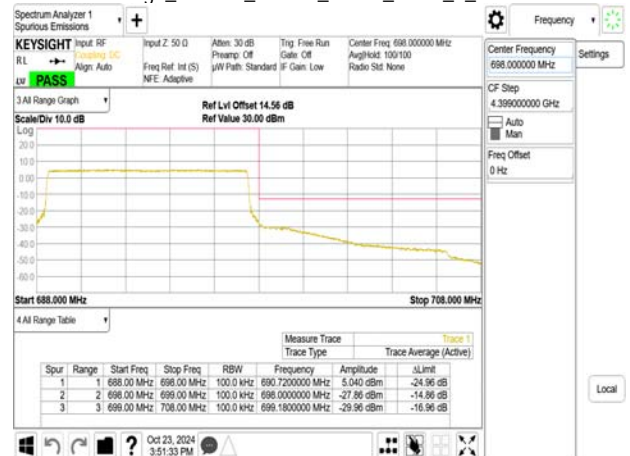 Spectrum Analyzer 1
Spurious Emissions
Frequency
KEYSIGHT Input: RF Input Z: 50 Ω Atten: 30 dB Trig: Free Run Center Freq: 698.000000 MHz
Coupling: DC Preamp: Off Gate: Off Avg|Hold: 100/100
RL Align: Auto Freq Ref: Int (S) µW Path: Standard IF Gain: Low Radio Std: None
NFE: Adaptive
PASS
Center Frequency
698.000000 MHz
Settings
CF Step
4.399000000 GHz
Auto
Man
Freq Offset
0 Hz
3 All Range Graph
Ref Lvl Offset 14.56 dB
Scale/Div 10.0 dB Ref Value 30.00 dBm
Log
20.0
10.0
0.00
-10.0
-20.0
-30.0
-40.0
-50.0
-60.0
Start 688.000 MHz Stop 708.000 MHz
4 All Range Table
Measure Trace Trace 1
Trace Type Trace Average (Active)
Spur Range Start Freq Stop Freq RBW Frequency Amplitude ΔLimit
1 1 688.00 MHz 698.00 MHz 100.0 kHz 690.7200000 MHz 5.040 dBm -24.96 dB
2 2 698.00 MHz 699.00 MHz 100.0 kHz 698.0000000 MHz -27.86 dBm -14.86 dB
3 3 699.00 MHz 708.00 MHz 100.0 kHz 699.1800000 MHz -29.96 dBm -16.96 dB
Local
Oct 23, 2024
3:51:33 PM